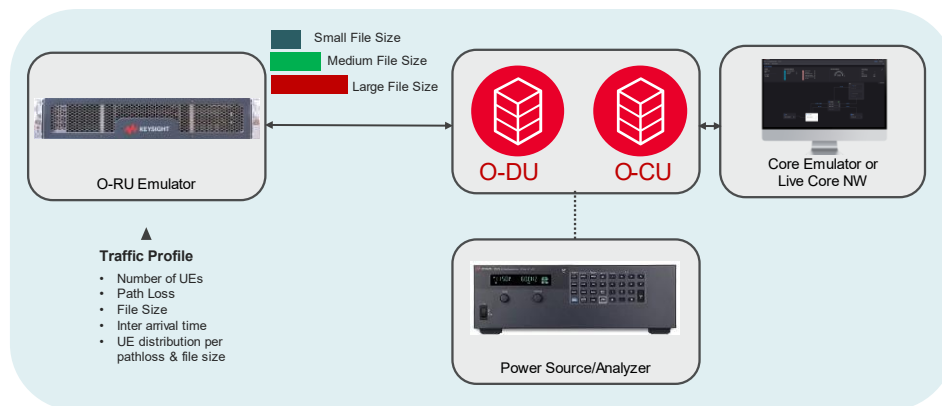 Small File Size
Medium File Size
Large File Size
KEYSIGHT
O-RU Emulator
O-DU
O-CU
Core Emulator or
Live Core NW
Traffic Profile
• Number of UEs
• Path Loss
• File Size
• Inter arrival time
• UE distribution per
pathloss & file size
Power Source/Analyzer